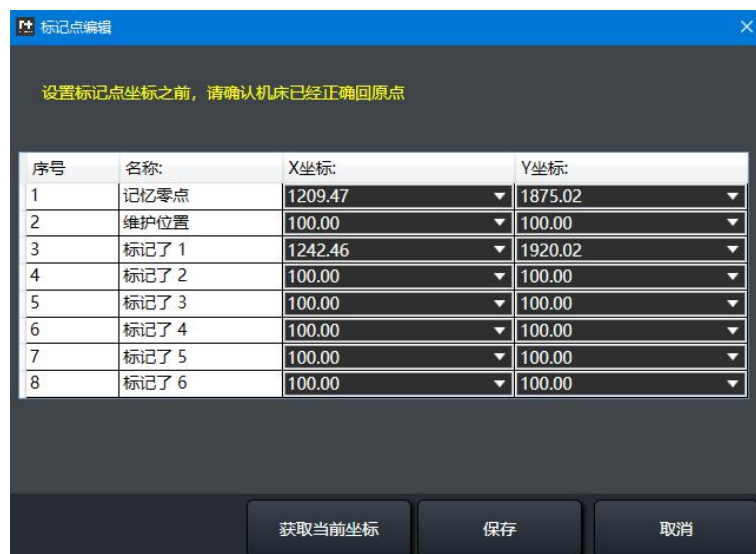 标记点编辑
设置标记点坐标之前，请确认机床已经正确回原点
序号 名称: X坐标: Y坐标:
1 记忆零点 1209.47 1875.02
2 维护位置 100.00 100.00
3 标记了 1 1242.46 1920.02
4 标记了 2 100.00 100.00
5 标记了 3 100.00 100.00
6 标记了 4 100.00 100.00
7 标记了 5 100.00 100.00
8 标记了 6 100.00 100.00
获取当前坐标 保存 取消